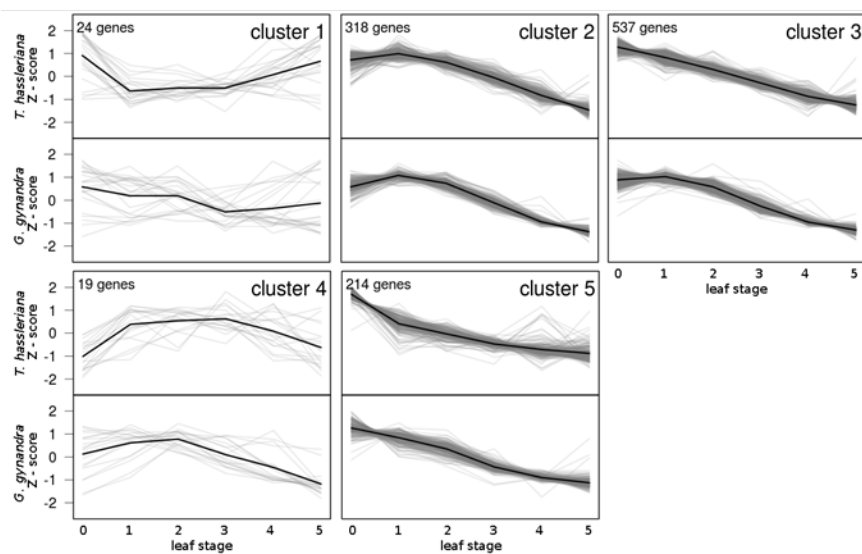 24 genes
cluster 1
318 genes
cluster 2
537 genes
cluster 3
T. hassleriana
Z - score
2
1
0
-1
-2
G. gynandra
Z - score
2
1
0
-1
-2
0 1 2 3 4 5
leaf stage
19 genes
cluster 4
214 genes
cluster 5
T. hassleriana
Z - score
2
1
0
-1
-2
G. gynandra
Z - score
2
1
0
-1
-2
0 1 2 3 4 5
leaf stage
0 1 2 3 4 5
leaf stage